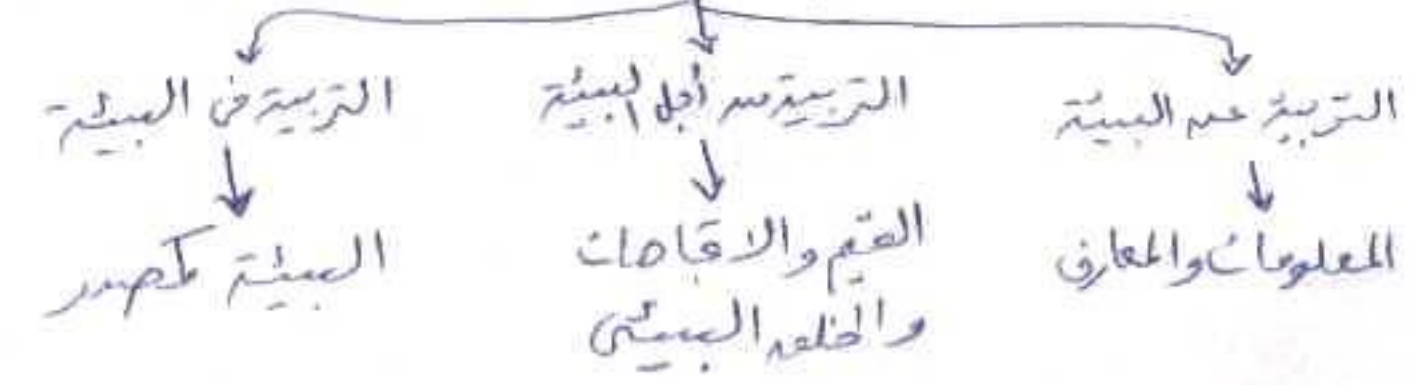 التربية عن البيئة
التربية من أجل البيئة
التربية في البيئة
المعلومات والمعارف
القيم والاتجاهات
والخلق البيئي
البيئة كمصدر